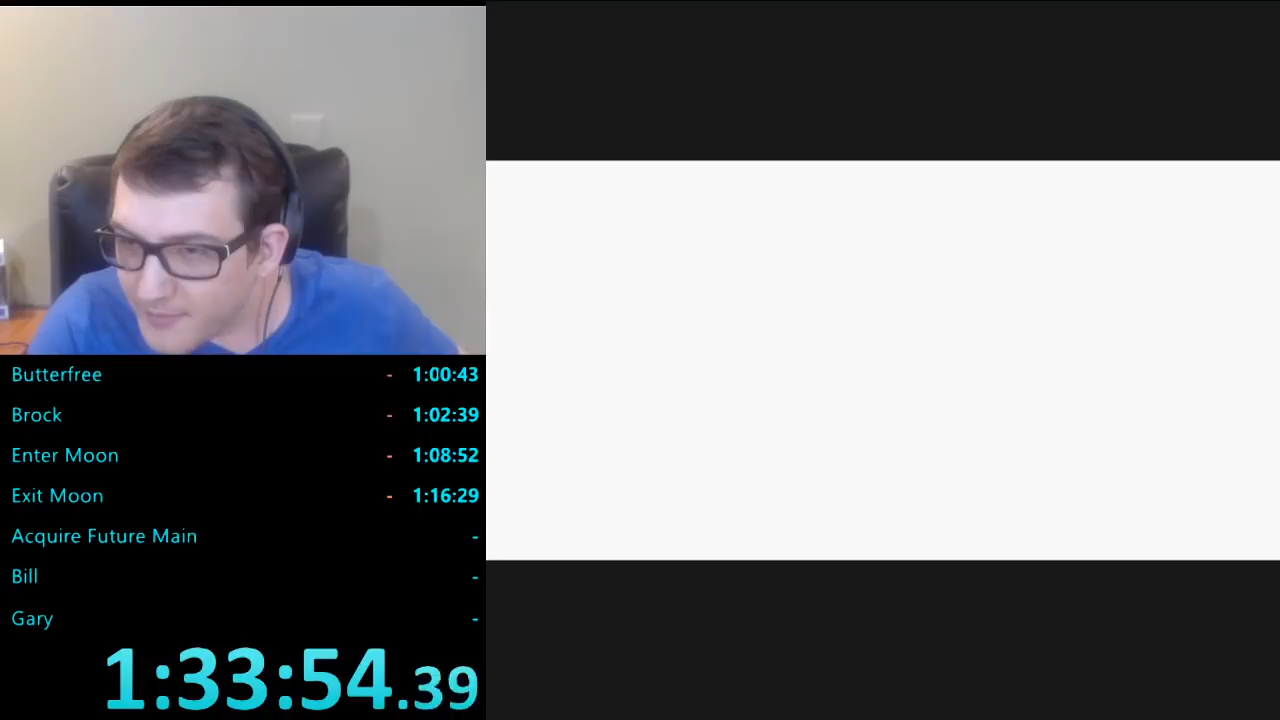 Butterfree - 1:00:43
Brock - 1:02:39
Enter Moon - 1:08:52
Exit Moon - 1:16:29
Acquire Future Main -
Bill -
Gary -
1:33:54.39